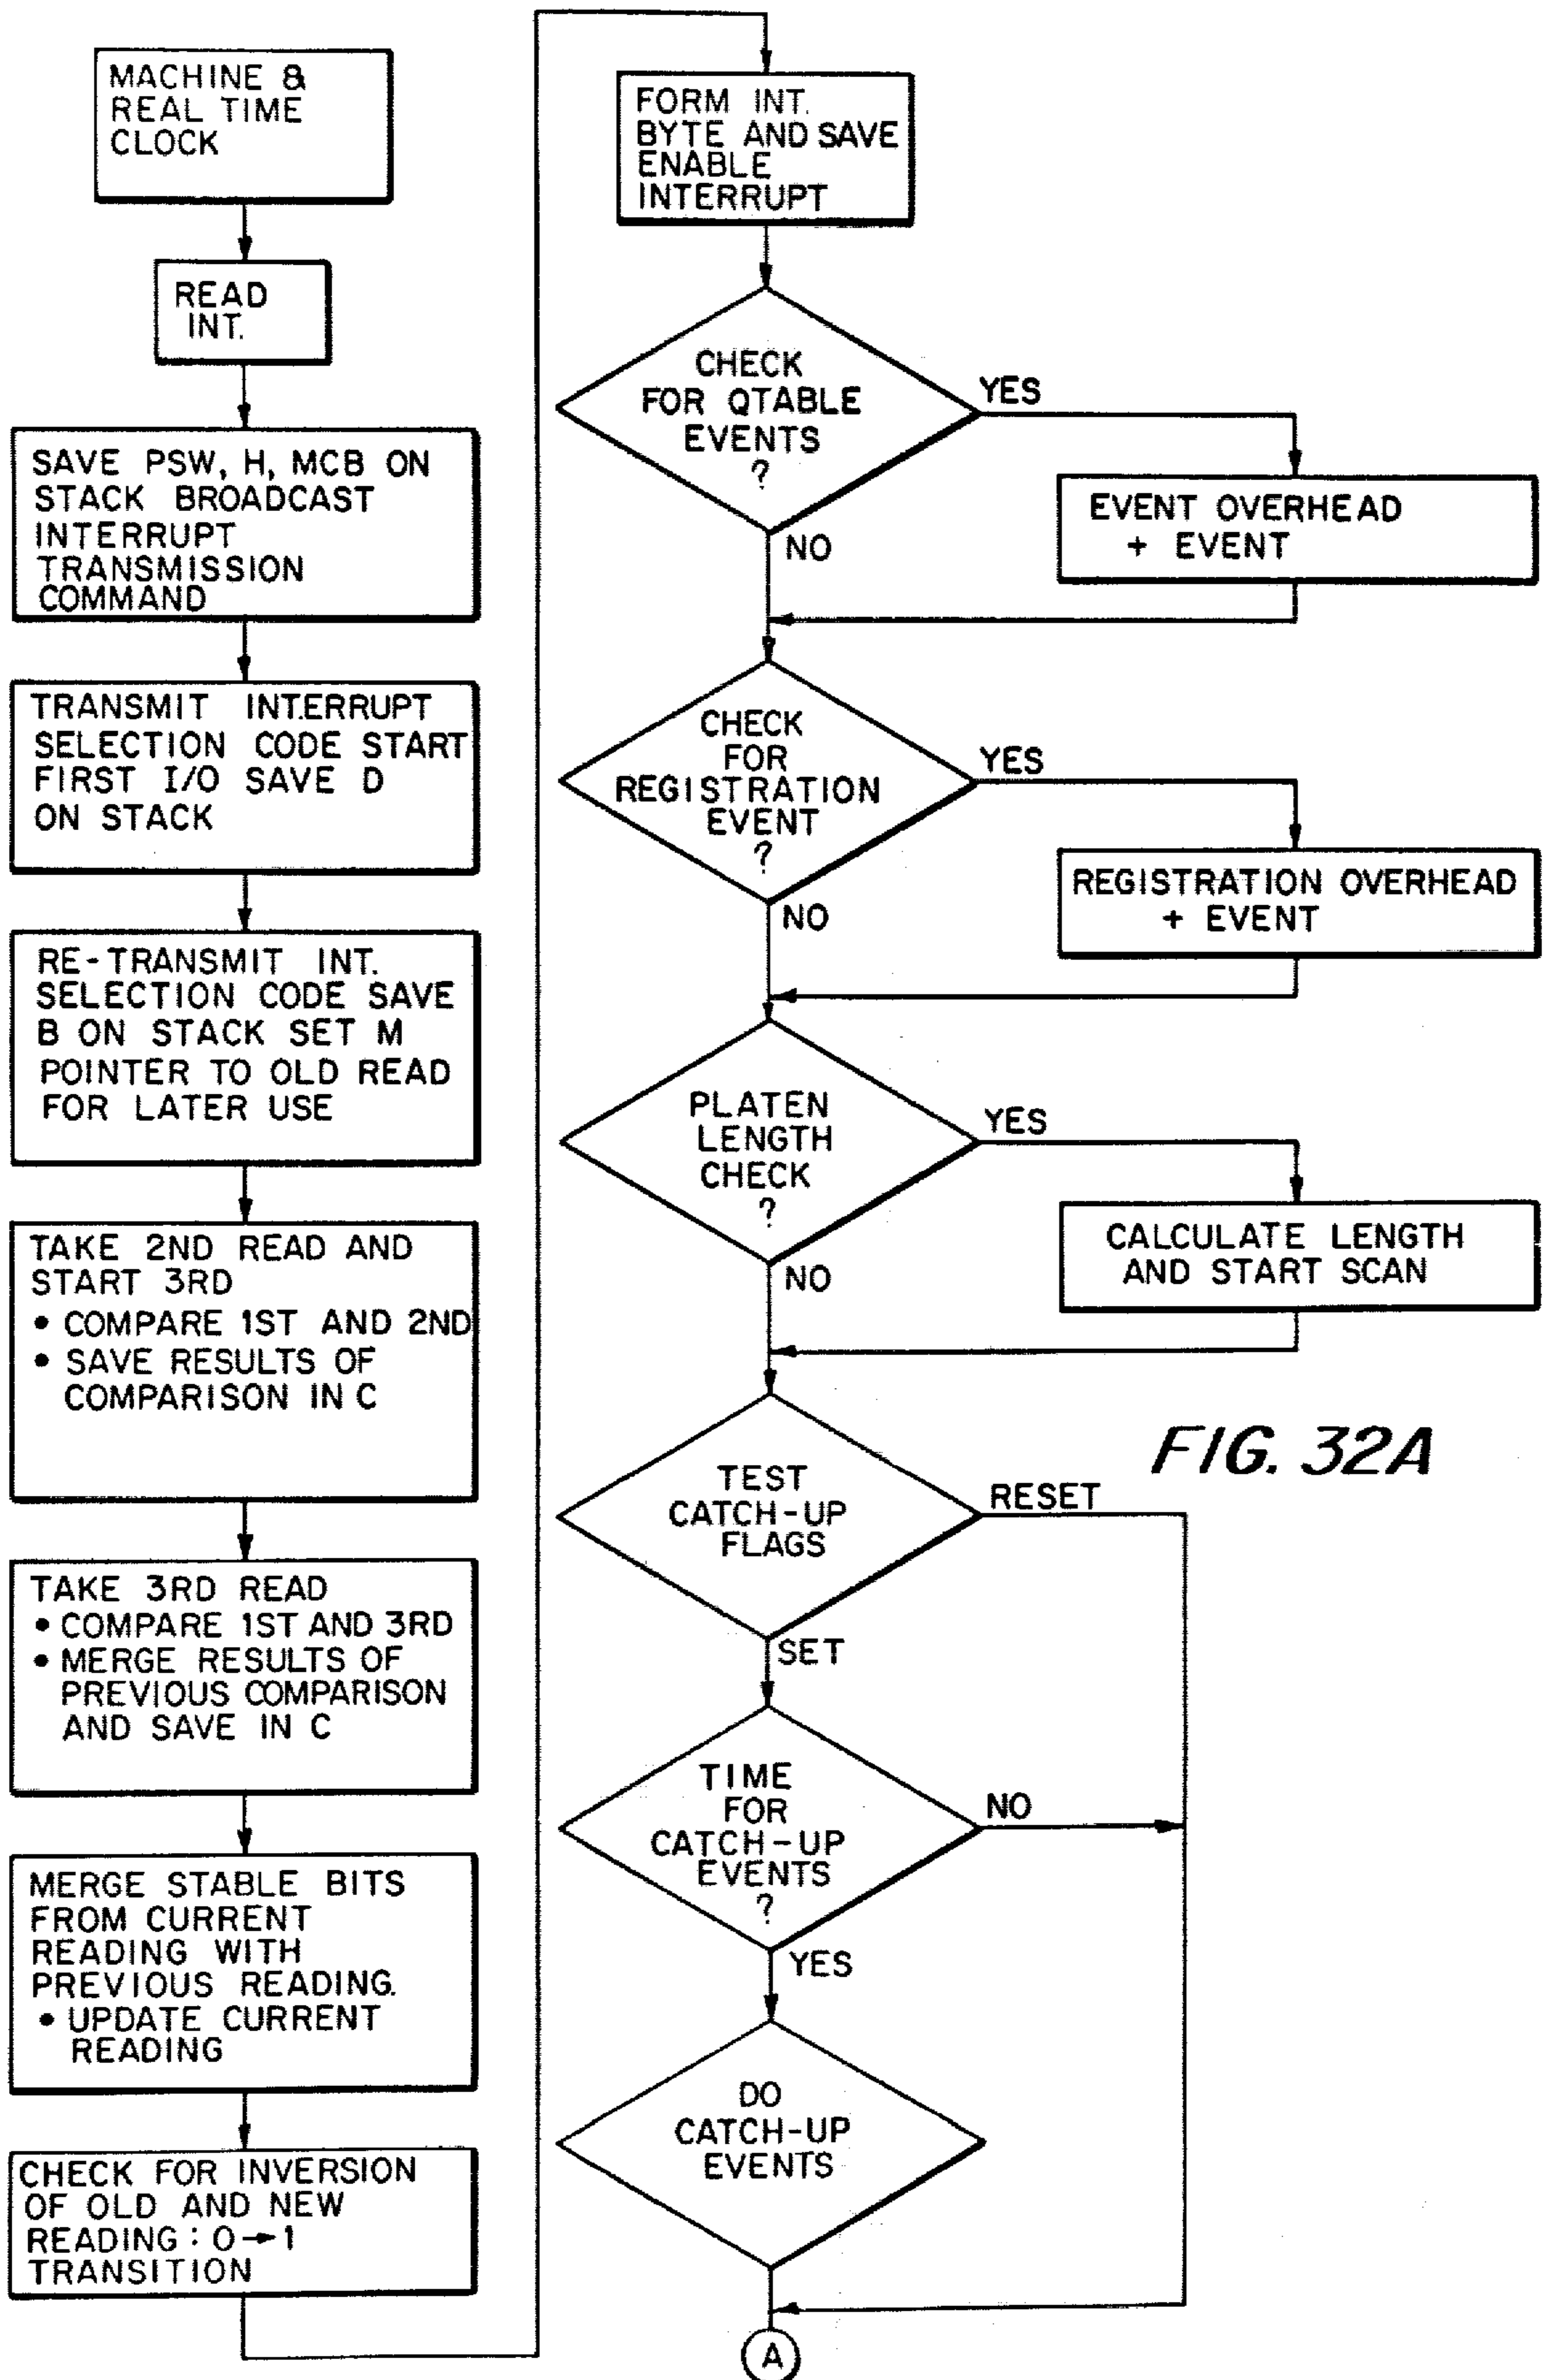 MACHINE &
REAL TIME
CLOCK
READ
INT.
SAVE PSW, H, MCB ON
STACK BROADCAST
INTERRUPT
TRANSMISSION
COMMAND
TRANSMIT INT.ERRUPT
SELECTION CODE START
FIRST I/O SAVE D
ON STACK
RE-TRANSMIT INT.
SELECTION CODE SAVE
B ON STACK SET M
POINTER TO OLD READ
FOR LATER USE
TAKE 2ND READ AND
START 3RD
• COMPARE 1ST AND 2ND
• SAVE RESULTS OF
COMPARISON IN C
TAKE 3RD READ
• COMPARE 1ST AND 3RD
• MERGE RESULTS OF
PREVIOUS COMPARISON
AND SAVE IN C
MERGE STABLE BITS
FROM CURRENT
READING WITH
PREVIOUS READING.
• UPDATE CURRENT
READING
CHECK FOR INVERSION
OF OLD AND NEW
READING : 0→1
TRANSITION
FORM INT.
BYTE AND SAVE
ENABLE
INTERRUPT
CHECK
FOR QTABLE
EVENTS
?
YES
NO
EVENT OVERHEAD
+ EVENT
CHECK
FOR
REGISTRATION
EVENT
?
YES
NO
REGISTRATION OVERHEAD
+ EVENT
PLATEN
LENGTH
CHECK
?
YES
NO
CALCULATE LENGTH
AND START SCAN
TEST
CATCH-UP
FLAGS
RESET
SET
TIME
FOR
CATCH-UP
EVENTS
?
NO
YES
DO
CATCH-UP
EVENTS
A
FIG. 32A